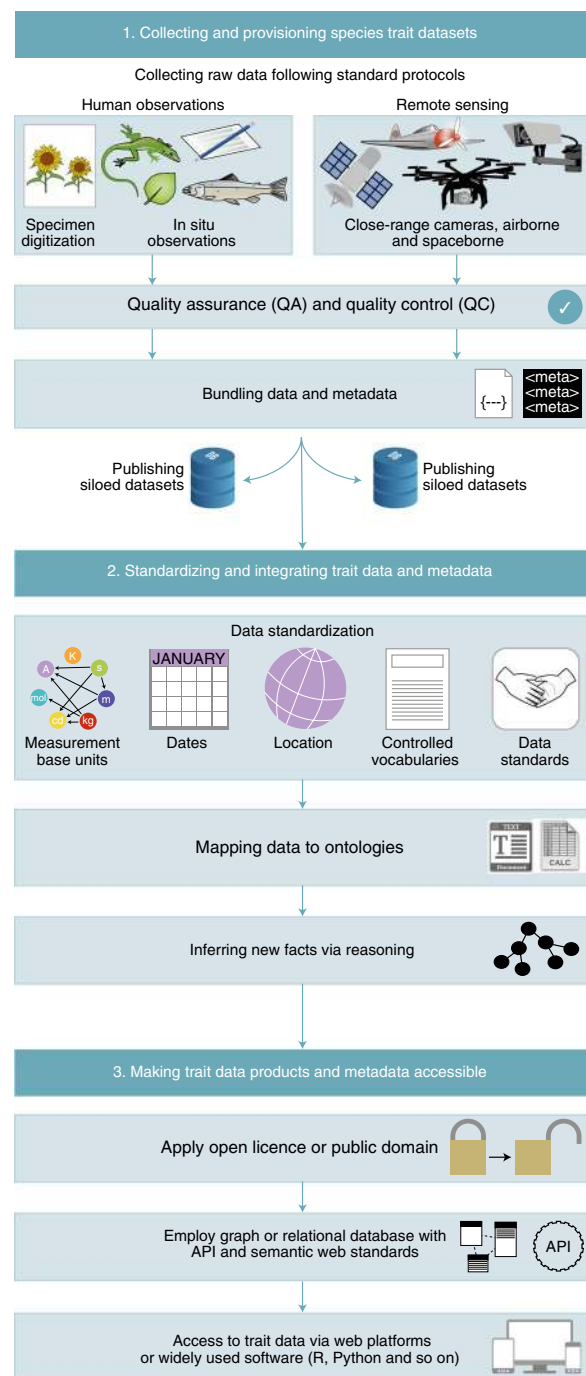 1. Collecting and provisioning species trait datasets
Collecting raw data following standard protocols
Human observations
Remote sensing
Specimen
digitization
In situ
observations
Close-range cameras, airborne
and spaceborne
Quality assurance (QA) and quality control (QC)
Bundling data and metadata
{---}
<meta>
<meta>
<meta>
Publishing
siloed datasets
Publishing
siloed datasets
2. Standardizing and integrating trait data and metadata
Data standardization
K
A
s
mol
m
cd
kg
JANUARY
Measurement
base units
Dates
Location
Controlled
vocabularies
Data
standards
Mapping data to ontologies
TEXT
T
Document
CALC
Inferring new facts via reasoning
3. Making trait data products and metadata accessible
Apply open licence or public domain
Employ graph or relational database with
API and semantic web standards
API
Access to trait data via web platforms
or widely used software (R, Python and so on)